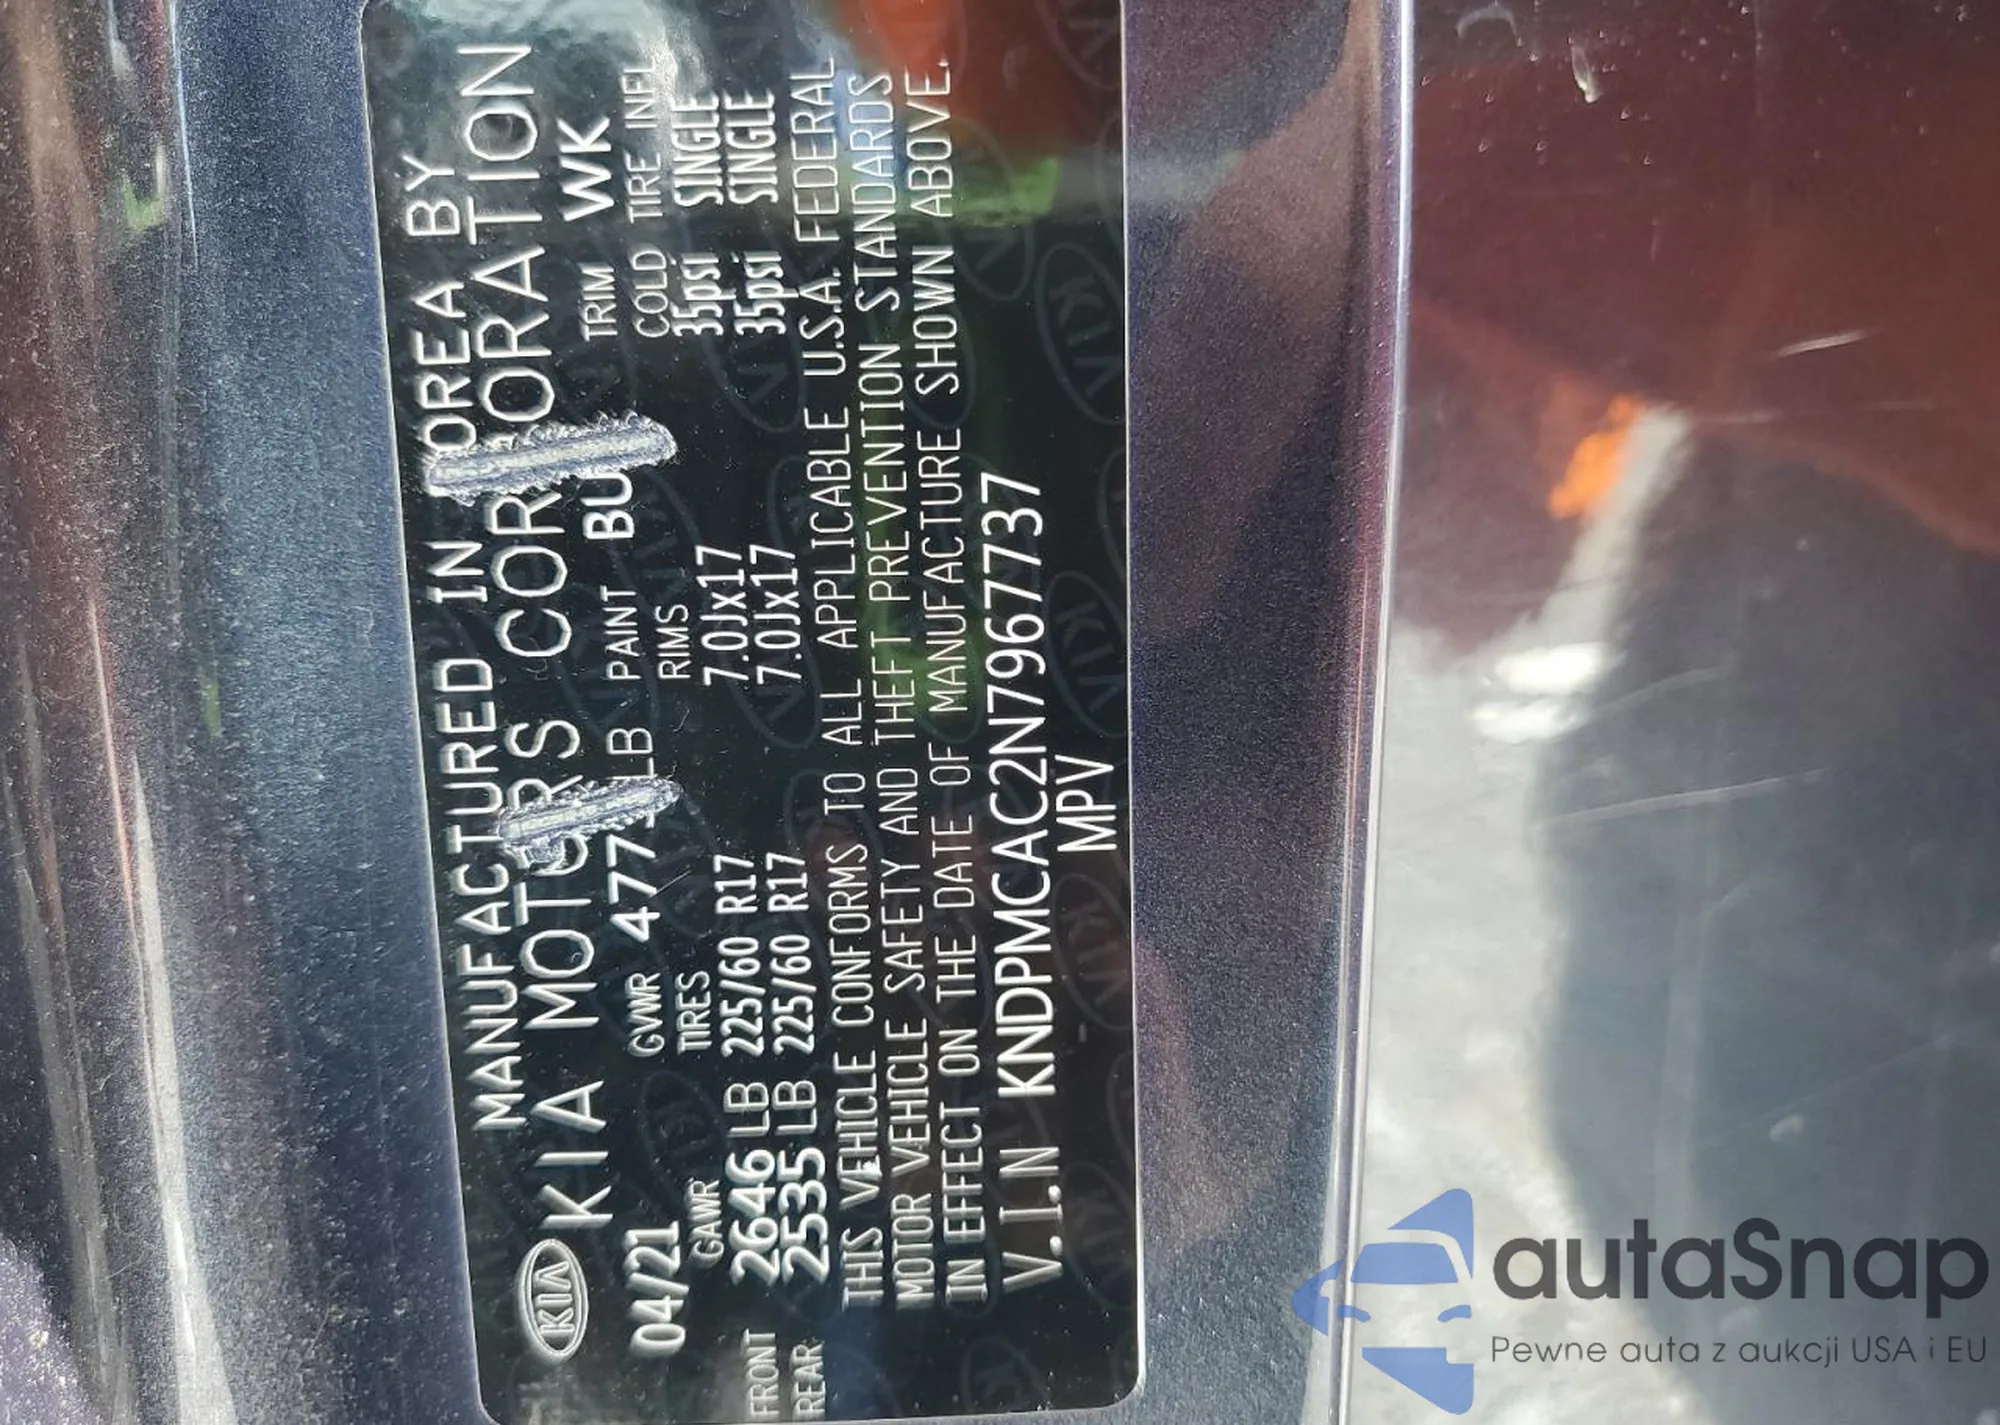 MANUFACTURED IN KOREA BY
KIA KIA MOTORS CORPORATION
04/21 GVWR 477 LB PAINT BU TRIM WK
GAWR TIRES RIMS COLD TIRE INFL
FRONT 2646 LB 225/60 R17 7.0Jx17 35psi SINGLE
REAR 2535 LB 225/60 R17 7.0Jx17 35psi SINGLE
THIS VEHICLE CONFORMS TO ALL APPLICABLE U.S.A. FEDERAL
MOTOR VEHICLE SAFETY AND THEFT PREVENTION STANDARDS
IN EFFECT ON THE DATE OF MANUFACTURE SHOWN ABOVE.
V.I.N KNDPMCAC2N7967737
MPV
autaSnap
Pewne auta z aukcji USA i EU